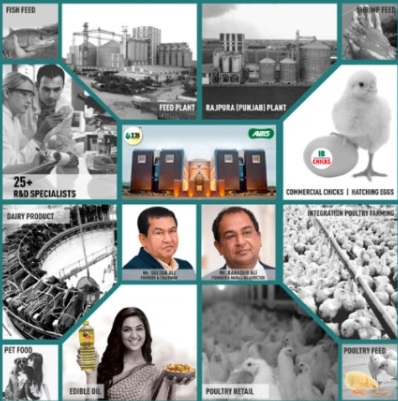 FISH FEED
SHRIMP FEED
FEED PLANT
RAJPURA (PUNJAB) PLANT
IB
ABIS
25+
R&D SPECIALISTS
IB
CHICKS
COMMERCIAL CHICKS | HATCHING EGGS
DAIRY PRODUCT
INTEGRATION POULTRY FARMING
Mr. SULTAN ALI
FOUNDER & CHAIRMAN
Mr. BAHADUR ALI
FOUNDER & MANAGING DIRECTOR
PET FOOD
EDIBLE OIL
POULTRY RETAIL
POULTRY FEED